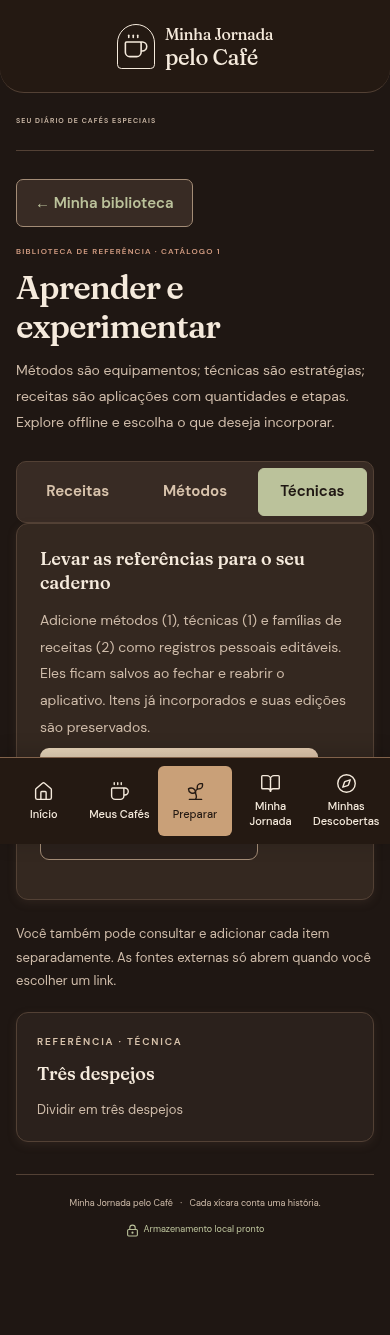 Minha Jornada
pelo Café
SEU DIÁRIO DE CAFÉS ESPECIAIS
← Minha biblioteca
BIBLIOTECA DE REFERÊNCIA · CATÁLOGO 1
Aprender e
experimentar
Métodos são equipamentos; técnicas são estratégias;
receitas são aplicações com quantidades e etapas.
Explore offline e escolha o que deseja incorporar.
Receitas Métodos Técnicas
Levar as referências para o seu
caderno
Adicione métodos (1), técnicas (1) e famílias de
receitas (2) como registros pessoais editáveis.
Eles ficam salvos ao fechar e reabrir o
aplicativo. Itens já incorporados e suas edições
são preservados.
Início
Meus Cafés
Preparar
Minha
Jornada
Minhas
Descobertas
Você também pode consultar e adicionar cada item
separadamente. As fontes externas só abrem quando você
escolher um link.
REFERÊNCIA · TÉCNICA
Três despejos
Dividir em três despejos
Minha Jornada pelo Café · Cada xícara conta uma história.
Armazenamento local pronto